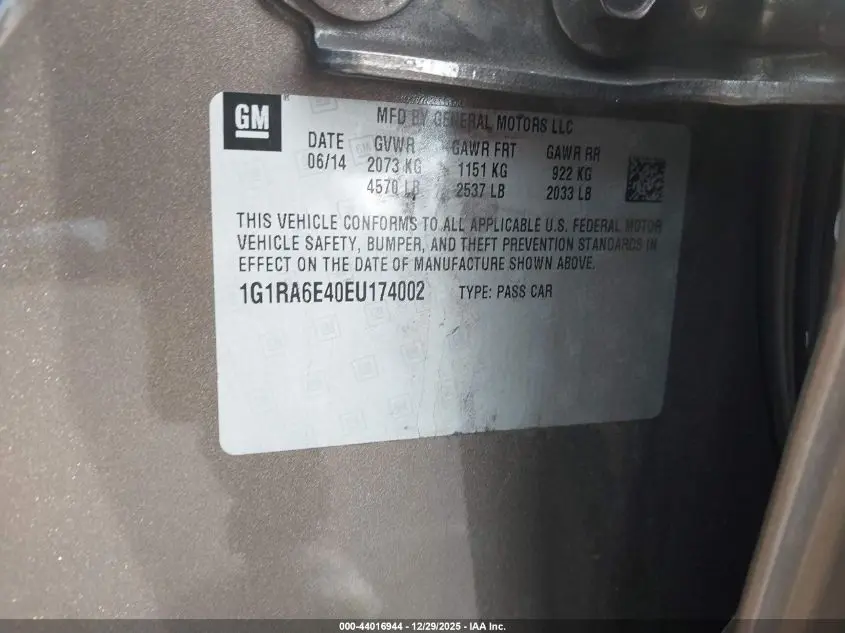 GM
MFD BY GENERAL MOTORS LLC
DATE GVWR GAWR FRT GAWR RR
06/14 2073 KG 1151 KG 922 KG
4570 LB 2537 LB 2033 LB
THIS VEHICLE CONFORMS TO ALL APPLICABLE U.S. FEDERAL MOTOR
VEHICLE SAFETY, BUMPER, AND THEFT PREVENTION STANDARDS IN
EFFECT ON THE DATE OF MANUFACTURE SHOWN ABOVE.
1G1RA6E40EU174002 TYPE: PASS CAR
000-44016944 | 12/29/2025 | IAA Inc.